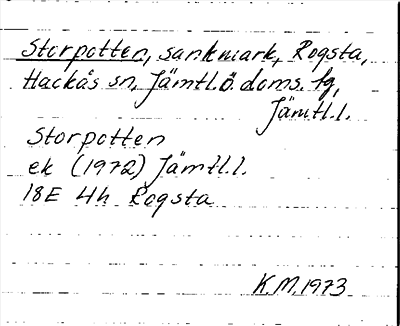 Storpotten, sankmark, Rogsta,
Hackås sn, Jämtl.ö. doms. tg,
Jämtl.l.
Storpotten
ek (1972) Jämtl.l.
18E 4h Rogsta
K.M. 1973